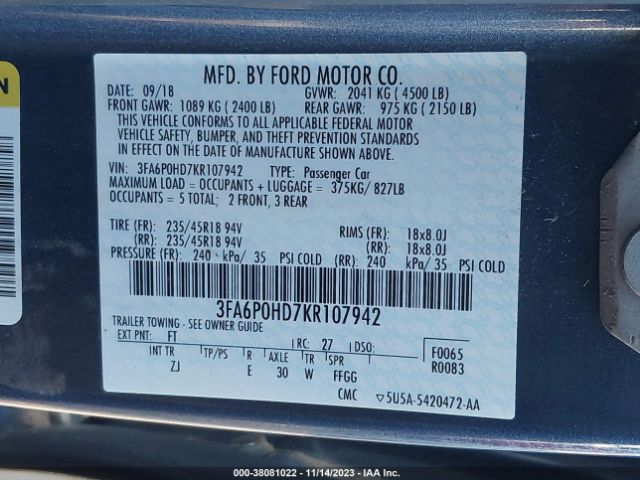 MFD. BY FORD MOTOR CO.
DATE: 09/18 GVWR: 2041 KG ( 4500 LB)
FRONT GAWR: 1089 KG ( 2400 LB) REAR GAWR: 975 KG ( 2150 LB)
THIS VEHICLE CONFORMS TO ALL APPLICABLE FEDERAL MOTOR
VEHICLE SAFETY, BUMPER, AND THEFT PREVENTION STANDARDS
IN EFFECT ON THE DATE OF MANUFACTURE SHOWN ABOVE.
VIN: 3FA6P0HD7KR107942 TYPE: Passenger Car
MAXIMUM LOAD = OCCUPANTS + LUGGAGE = 375KG/ 827LB
OCCUPANTS = 5 TOTAL; 2 FRONT, 3 REAR
TIRE (FR): 235/45R18 94V RIMS (FR): 18x8.0J
(RR): 235/45R18 94V (RR): 18x8.0J
PRESSURE (FR): 240 kPa/ 35 PSI COLD (RR): 240 kPa/ 35 PSI COLD
3FA6P0HD7KR107942
TRAILER TOWING - SEE OWNER GUIDE
EXT PNT: FT RC: 27 DSO: F0065
INT TR TP/PS R AXLE TR SPR R0083
ZJ E 30 W FFGG
CMC ▽5U5A-5420472-AA
N
000-38081022 - 11/14/2023 - IAA Inc.